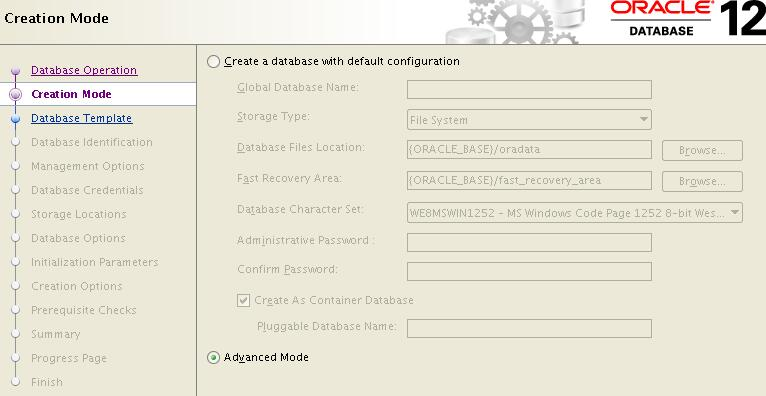 Creation Mode
ORACLE
DATABASE
12
Database Operation
Creation Mode
Database Template
Database Identification
Management Options
Database Credentials
Storage Locations
Database Options
Initialization Parameters
Creation Options
Prerequisite Checks
Summary
Progress Page
Finish
Create a database with default configuration
Global Database Name:
Storage Type: File System
Database Files Location: {ORACLE_BASE}/oradata Browse...
Fast Recovery Area: {ORACLE_BASE}/fast_recovery_area Browse...
Database Character Set: WE8MSWIN1252 - MS Windows Code Page 1252 8-bit Wes...
Administrative Password :
Confirm Password:
Create As Container Database
Pluggable Database Name:
Advanced Mode